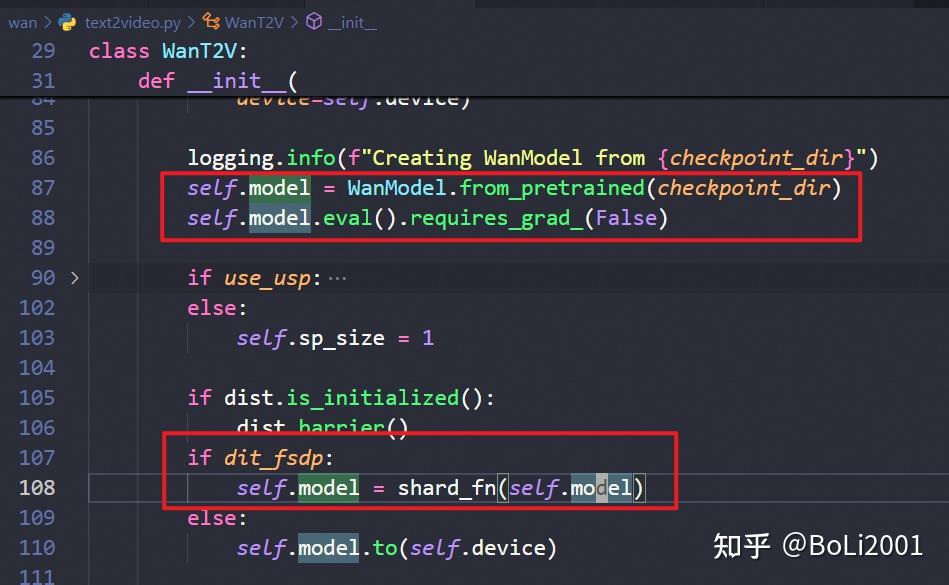 wan > text2video.py > WanT2V > __init__
29 class WanT2V:
31 def __init__(
84 device=self.device)
85
86 logging.info(f"Creating WanModel from {checkpoint_dir}")
87 self.model = WanModel.from_pretrained(checkpoint_dir)
88 self.model.eval().requires_grad_(False)
89
90 > if use_usp:···
102 else:
103 self.sp_size = 1
104
105 if dist.is_initialized():
106 dist.barrier()
107 if dit_fsdp:
108 self.model = shard_fn(self.model)
109 else:
110 self.model.to(self.device)
111
知乎 @BoLi2001